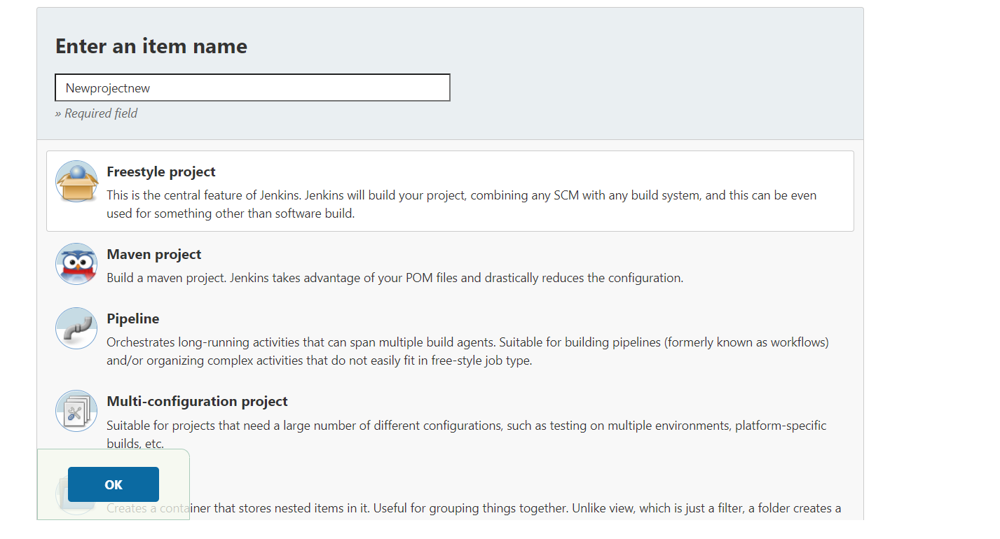 Enter an item name
Newprojectnew
» Required field
Freestyle project
This is the central feature of Jenkins. Jenkins will build your project, combining any SCM with any build system, and this can be even
used for something other than software build.
Maven project
Build a maven project. Jenkins takes advantage of your POM files and drastically reduces the configuration.
Pipeline
Orchestrates long-running activities that can span multiple build agents. Suitable for building pipelines (formerly known as workflows)
and/or organizing complex activities that do not easily fit in free-style job type.
Multi-configuration project
Suitable for projects that need a large number of different configurations, such as testing on multiple environments, platform-specific
builds, etc.
OK
Creates a container that stores nested items in it. Useful for grouping things together. Unlike view, which is just a filter, a folder creates a